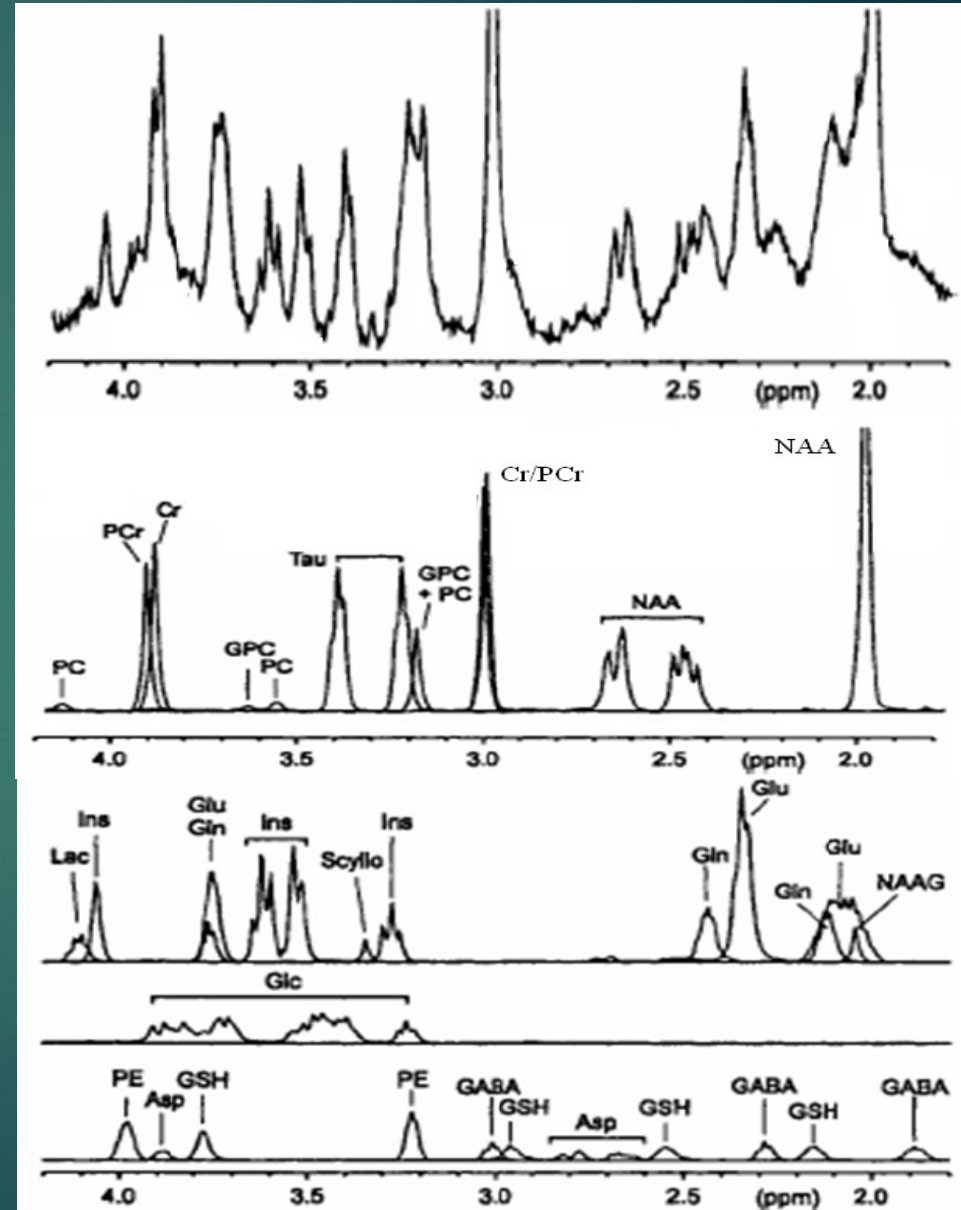 4.0 3.5 3.0 2.5 (ppm) 2.0
NAA
Cr/PCr
Cr
PCr
Tau
GPC
+ PC
NAA
GPC
PC
PC
4.0 3.5 3.0 2.5 (ppm) 2.0
Glu
Glu
Gln
Ins
Ins
Ins
Lac
Scyllo
Gln
Glu
Gln
NAAG
Glc
PE
Asp
GSH
PE
GABA
GSH
Asp
GSH
GABA
GSH
GABA
4.0 3.5 3.0 2.5 (ppm) 2.0